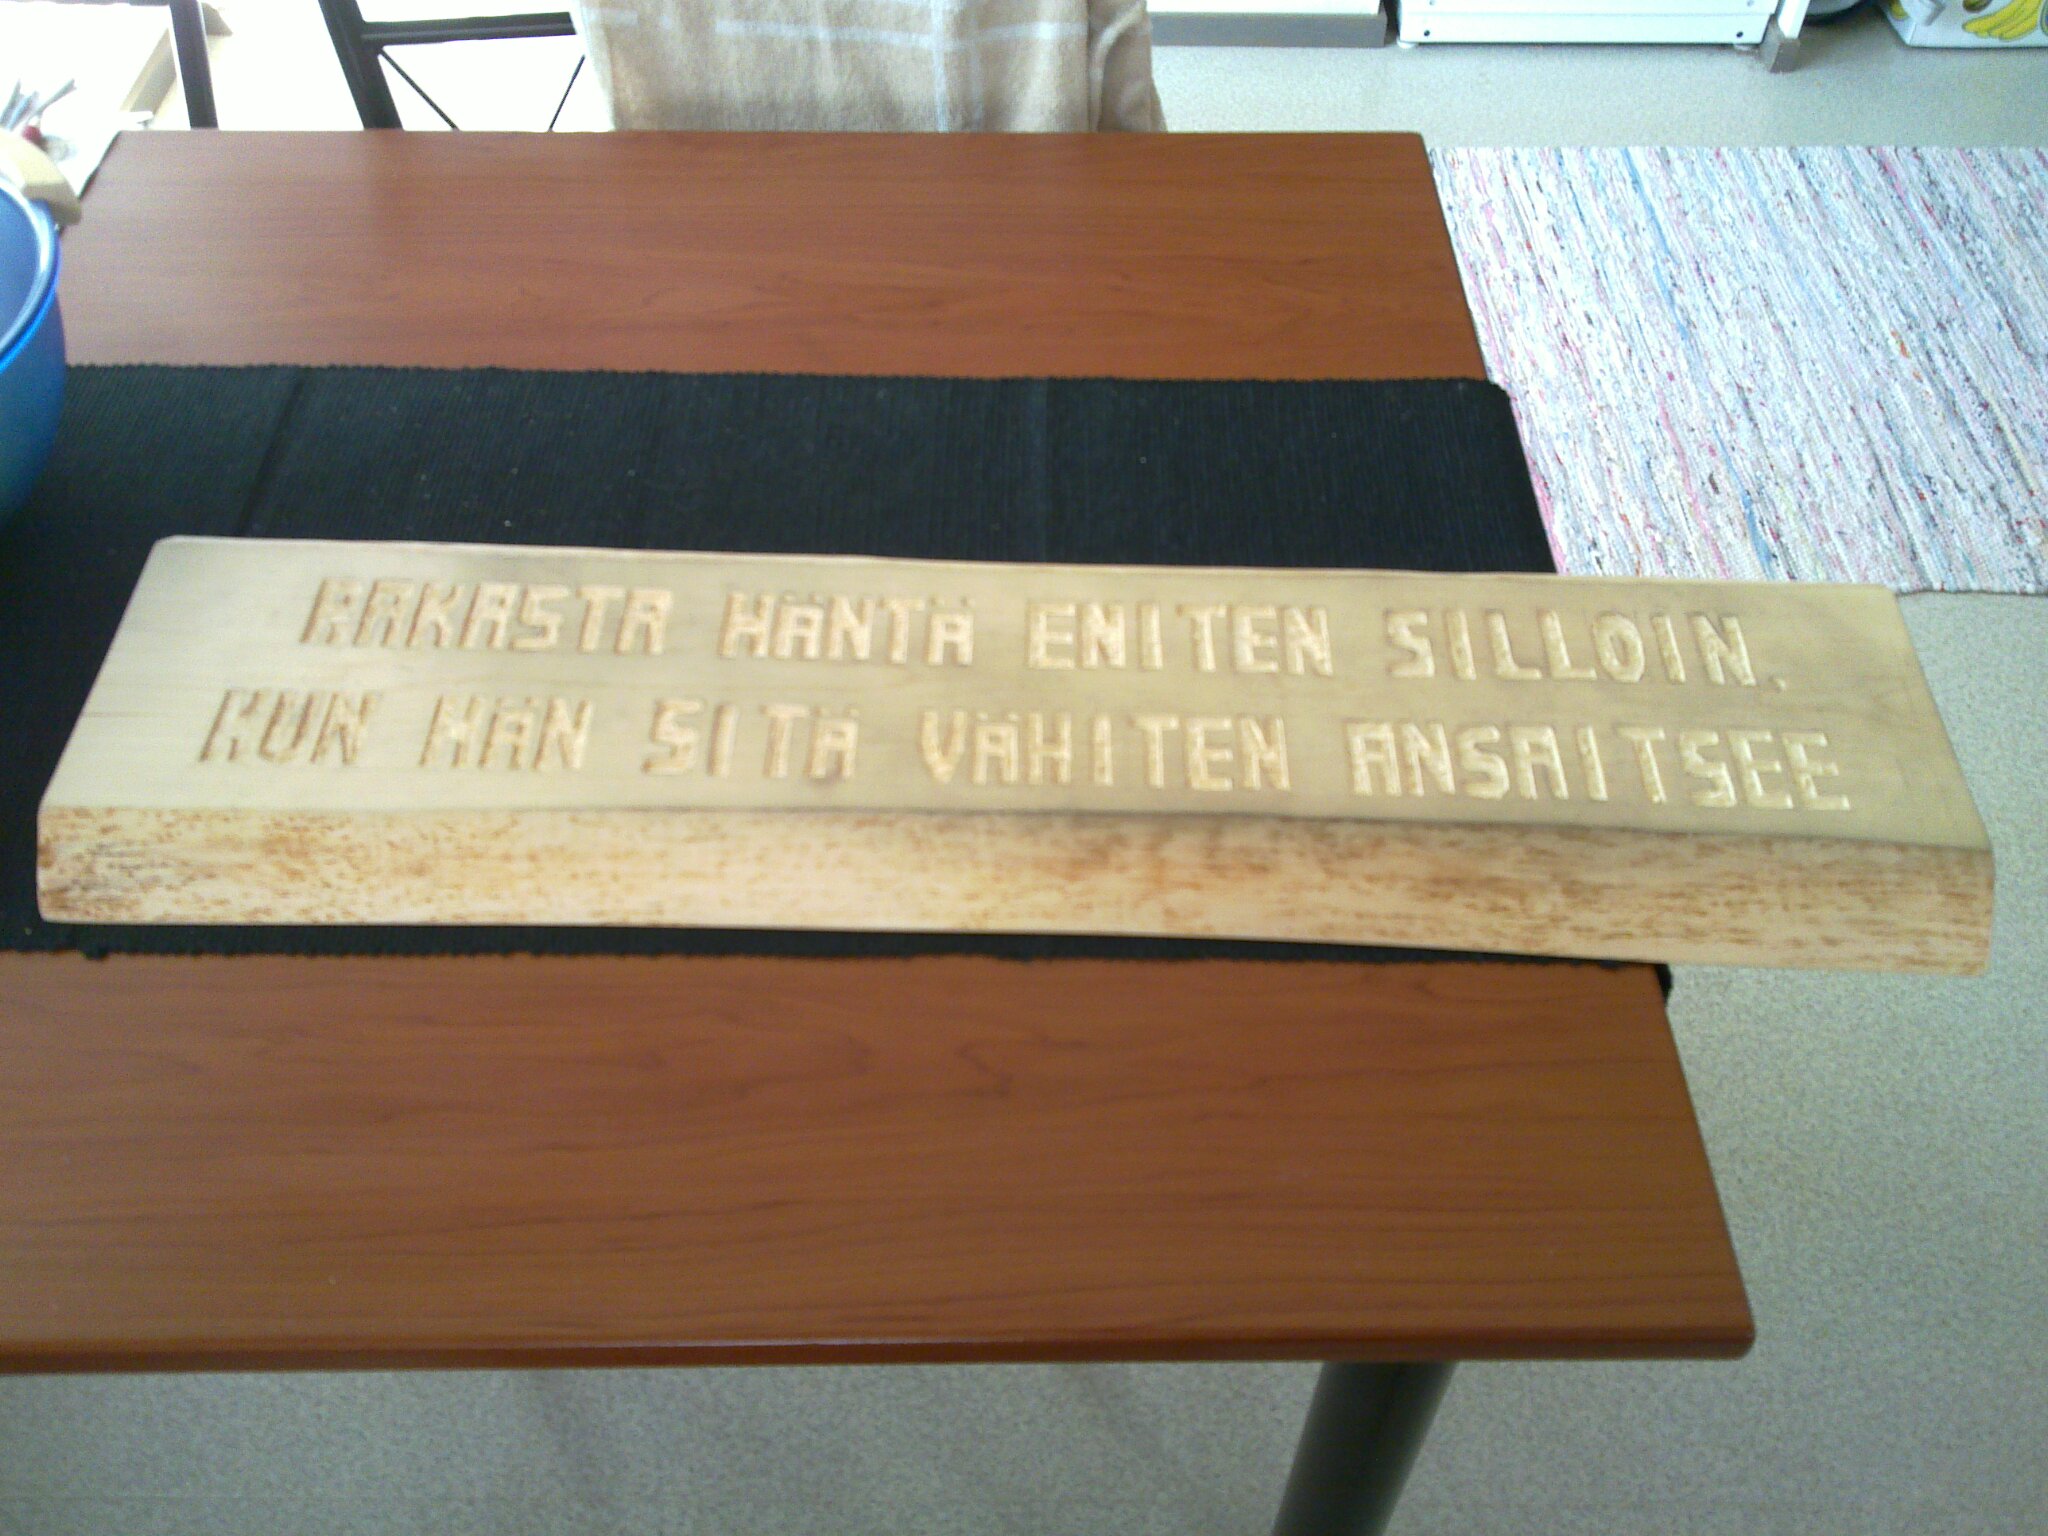 RAKASTA HÄNTÄ ENITEN SILLOIN,
KUN HÄN SITÄ VÄHITEN ANSAITSEE